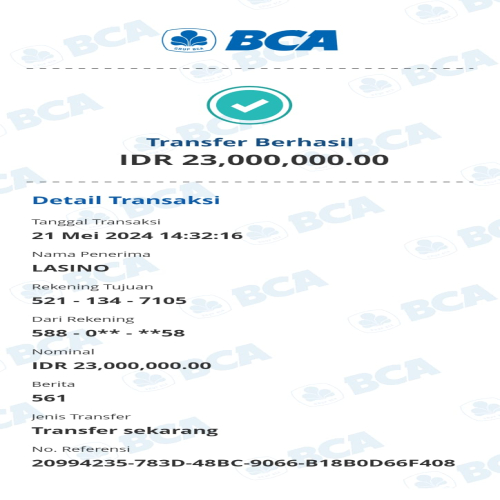 BCA
Transfer Berhasil
IDR 23,000,000.00
Detail Transaksi
Tanggal Transaksi
21 Mei 2024 14:32:16
Nama Penerima
LASINO
Rekening Tujuan
521 - 134 - 7105
Dari Rekening
588 - 0** - **58
Nominal
IDR 23,000,000.00
Berita
561
Jenis Transfer
Transfer sekarang
No. Referensi
20994235-783D-48BC-9066-B18B0D66F408